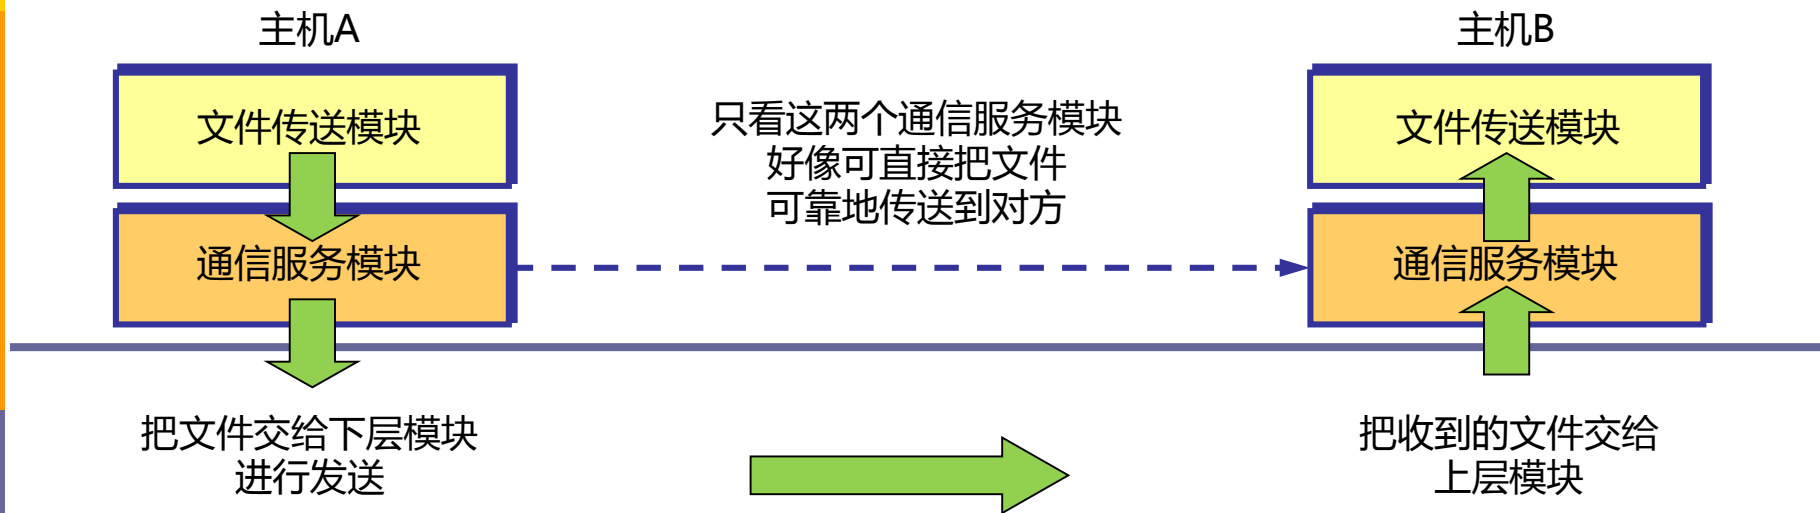 主机A
主机B
文件传送模块
只看这两个通信服务模块
好像可直接把文件
可靠地传送到对方
文件传送模块
通信服务模块
通信服务模块
把文件交给下层模块
进行发送
把收到的文件交给
上层模块